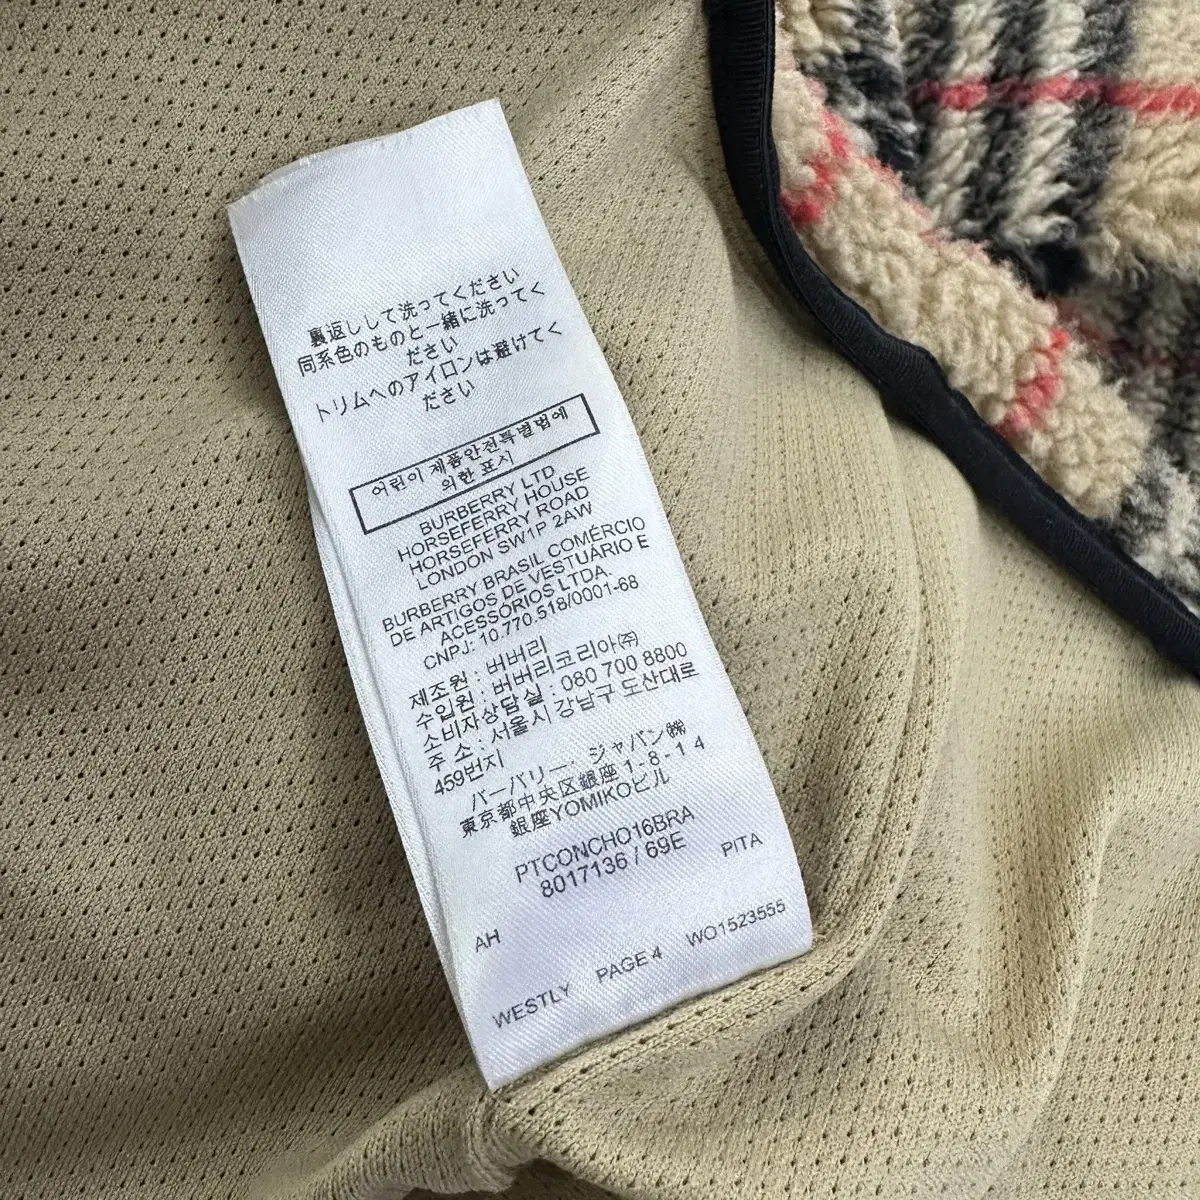 裏返しして洗ってください
同系色のものと一緒に洗ってく
ださい
トリムへのアイロンは避けてく
ださい
어린이 제품안전특별법에
의한 표시
BURBERRY LTD
HORSEFERRY HOUSE
HORSEFERRY ROAD
LONDON SW1P 2AW
BURBERRY BRASIL COMÉRCIO
DE ARTIGOS DE VESTUÁRIO E
ACESSÓRIOS LTDA
CNPJ: 10.770.518/0001-68
제조원 : 버버리
수입원 : 버버리코리아㈜
소비자상담실 : 080 700 8800
주 소 : 서울시 강남구 도산대로
459번지
バーバリー・ジャパン㈱
東京都中央区銀座1-8-14
銀座YOMIKOビル
PTCONCHO16BRA
8017136 / 69E
PITA
AH
WESTLY PAGE 4 WO1523555